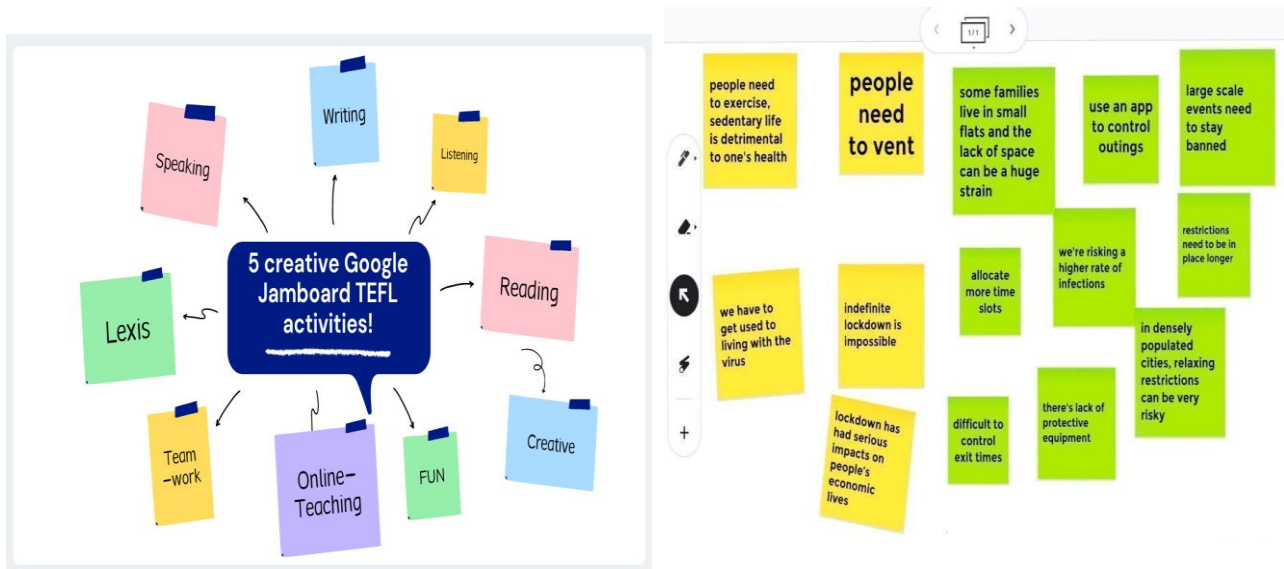 Writing
Speaking
Listening
5 creative Google
Jamboard TEFL
activities!
Reading
Lexis
Creative
Team
-work
Online-
Teaching
FUN
1/1
people need
to exercise,
sedentary life
is detrimental
to one's health
people
need
to vent
some families
live in small
flats and the
lack of space
can be a huge
strain
use an app
to control
outings
large scale
events need
to stay
banned
restrictions
need to be in
place longer
we're risking a
higher rate of
infections
allocate
more time
slots
we have to
get used to
living with the
virus
indefinite
lockdown is
impossible
in densely
populated
cities, relaxing
restrictions
can be very
risky
lockdown has
had serious
impacts on
people's
economic
lives
difficult to
control
exit times
there's lack of
protective
equipment